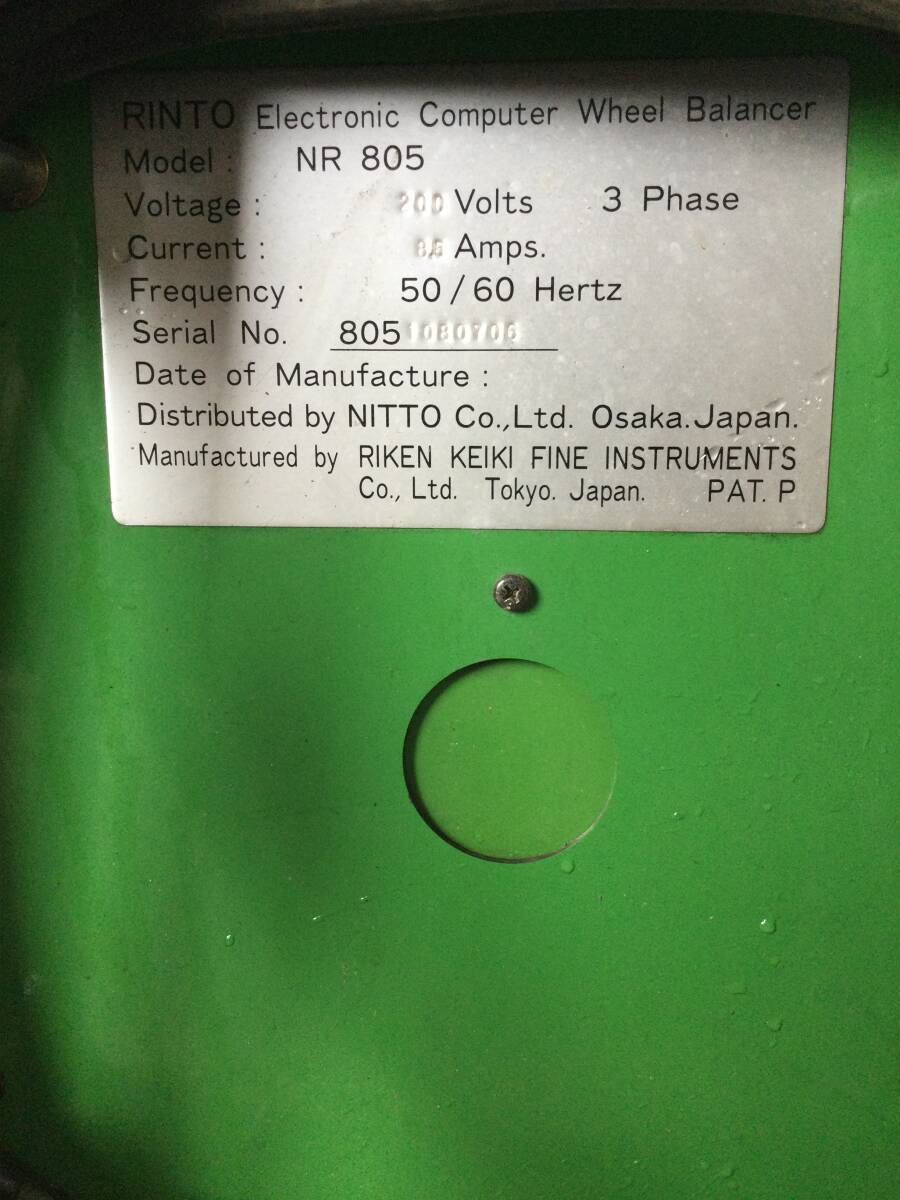 RINTO Electronic Computer Wheel Balancer
Model : NR 805
Voltage : 200 Volts 3 Phase
Current : Amps.
Frequency : 50/60 Hertz
Serial No. 8051080706
Date of Manufacture :
Distributed by NITTO Co.,Ltd. Osaka.Japan.
Manufactured by RIKEN KEIKI FINE INSTRUMENTS
Co., Ltd. Tokyo. Japan. PAT. P